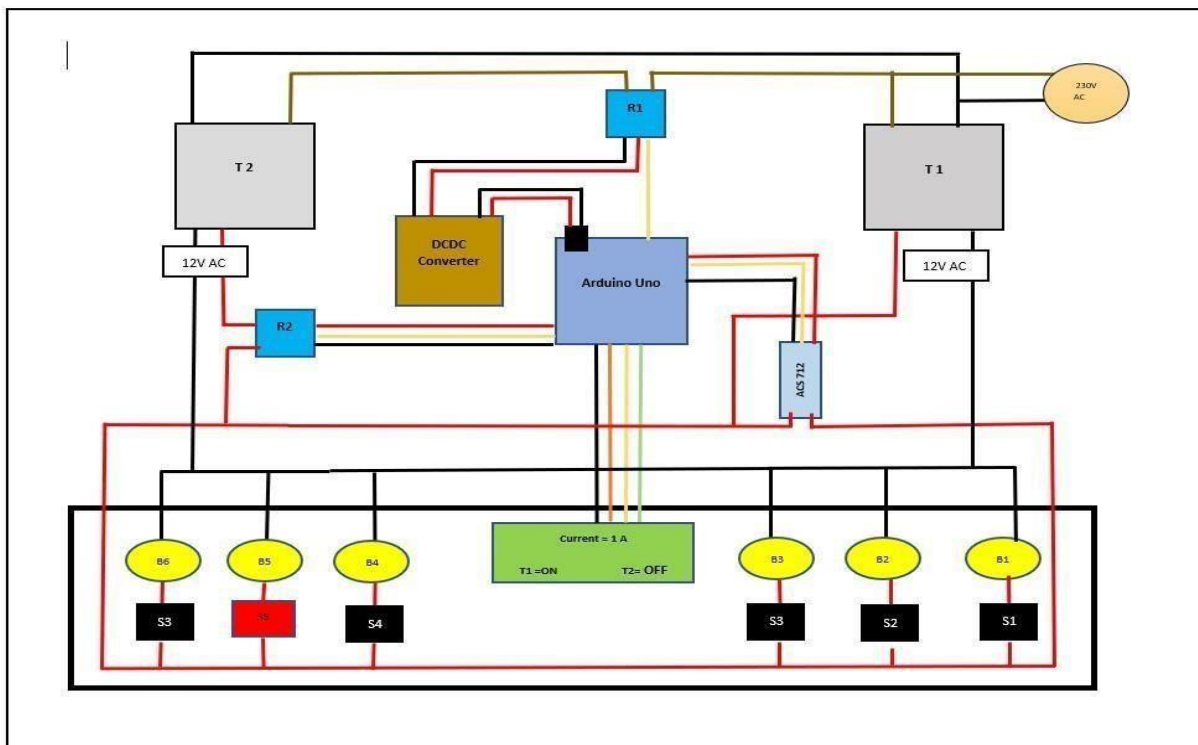 230V
AC
R1
T 2
T 1
DCDC
Converter
12V AC
12V AC
Arduino Uno
R2
ACS 712
Current = 1 A
T1 =ON T2= OFF
B6
B5
B4
B3
B2
B1
S3
S5
S4
S3
S2
S1